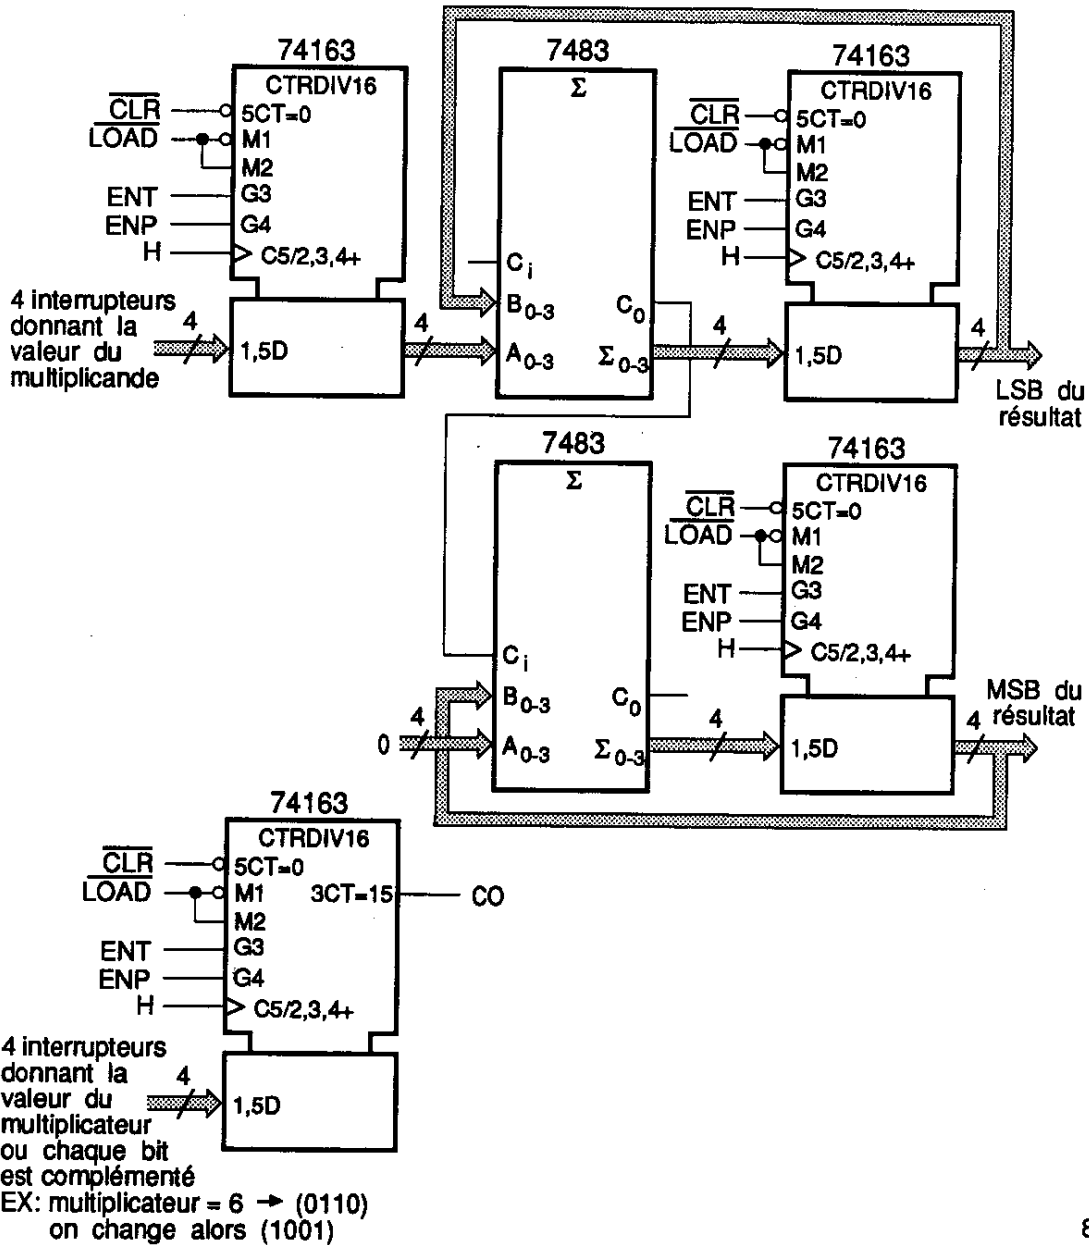 74163
CTRDIV16
CLR
5CT=0
LOAD
M1
M2
ENT
G3
ENP
G4
H
C5/2,3,4+
4 interrupteurs
donnant la
valeur du
multiplicande
4
1,5D
4
7483
Σ
Ci
B0-3
A0-3
C0
Σ0-3
4
74163
CTRDIV16
CLR
5CT=0
LOAD
M1
M2
ENT
G3
ENP
G4
H
C5/2,3,4+
1,5D
4
LSB du
résultat
7483
Σ
Ci
B0-3
0
4
A0-3
C0
Σ0-3
4
74163
CTRDIV16
CLR
5CT=0
LOAD
M1
M2
ENT
G3
ENP
G4
H
C5/2,3,4+
1,5D
4
MSB du
résultat
74163
CTRDIV16
CLR
5CT=0
LOAD
M1
3CT=15
CO
M2
ENT
G3
ENP
G4
H
C5/2,3,4+
4 interrupteurs
donnant la
valeur du
multiplicateur
ou chaque bit
est complémenté
4
1,5D
EX: multiplicateur = 6 → (0110)
on change alors (1001)